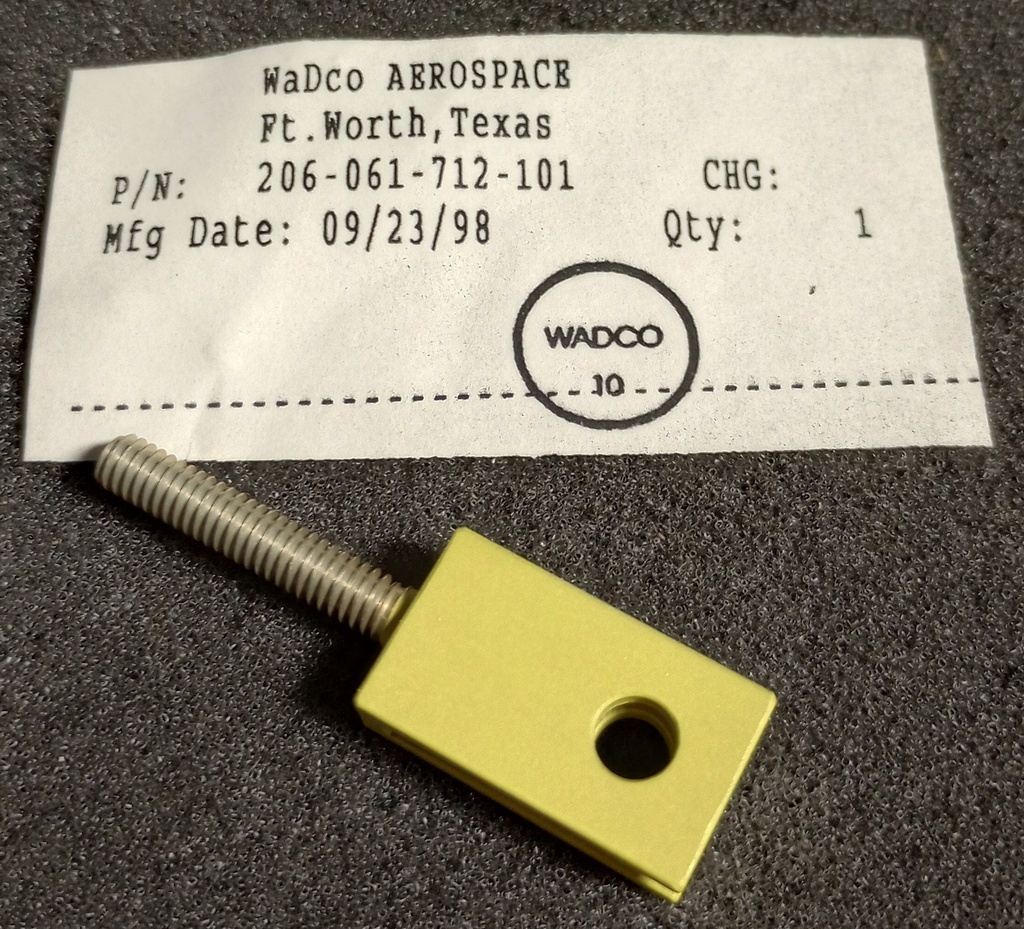 WaDco AEROSPACE
Ft.Worth,Texas
P/N: 206-061-712-101 CHG:
Mfg Date: 09/23/98 Qty: 1
WADCO
10